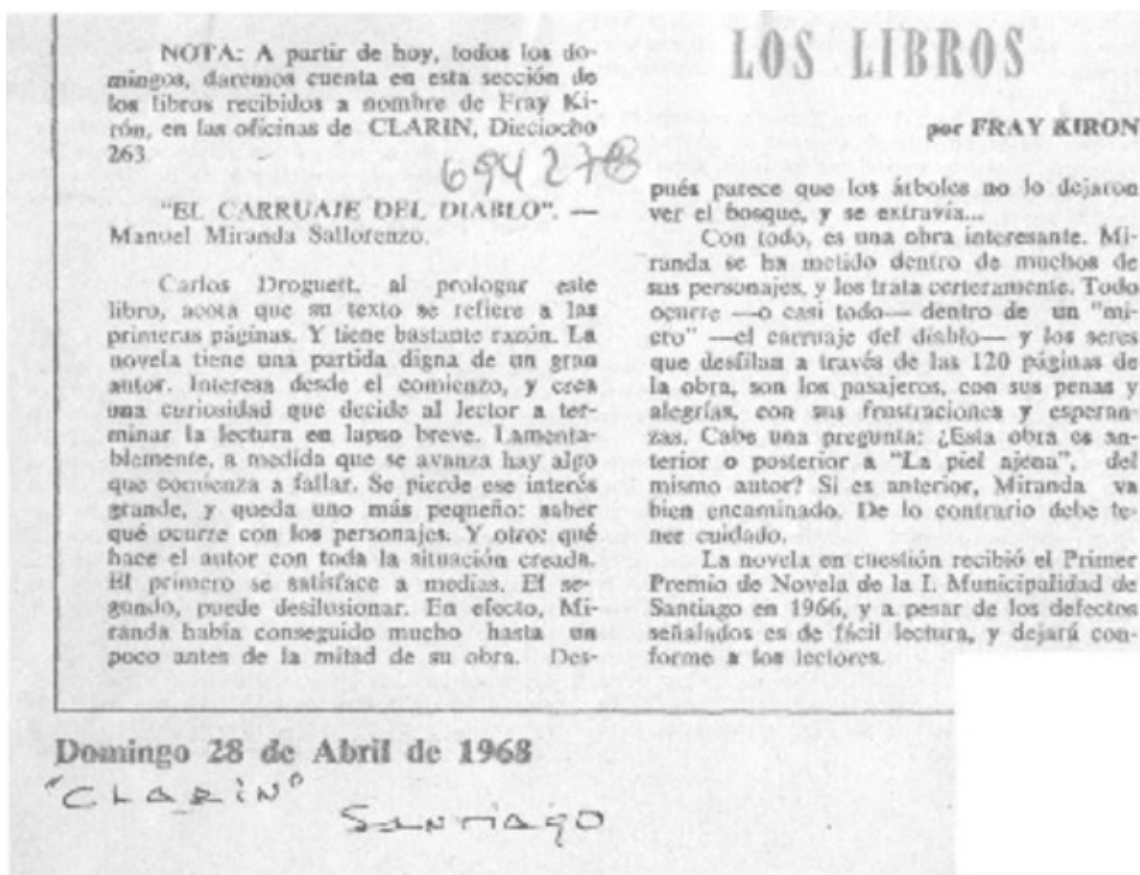 NOTA: A partir de hoy, todos los do-
mingos, daremos cuenta en esta sección de
los libros recibidos a nombre de Fray Ki-
rón, en las oficinas de CLARIN, Dieciocho
263.
694278
"EL CARRUAJE DEL DIABLO". —
Manuel Miranda Sallorenzo.
Carlos Droguett, al prologar este
libro, acota que su texto se refiere a las
primeras páginas. Y tiene bastante razón. La
novela tiene una partida digna de un gran
autor. Interesa desde el comienzo, y crea
una curiosidad que decide al lector a ter-
minar la lectura en lapso breve. Lamenta-
blemente, a medida que se avanza hay algo
que comienza a fallar. Se pierde ese interés
grande, y queda uno más pequeño: saber
qué ocurre con los personajes. Y otro: qué
hace el autor con toda la situación creada.
El primero se satisface a medias. El se-
gundo, puede desilusionar. En efecto, Mi-
randa había conseguido mucho hasta un
poco antes de la mitad de su obra. Des-
LOS LIBROS
por FRAY KIRON
pués parece que los árboles no lo dejaron
ver el bosque, y se extravía...
Con todo, es una obra interesante. Mi-
randa se ha metido dentro de muchos de
sus personajes, y los trata certeramente. Todo
ocurre —o casi todo— dentro de un "mi-
cro" —el carruaje del diablo— y los seres
que desfilan a través de las 120 páginas de
la obra, son los pasajeros, con sus penas y
alegrías, con sus frustraciones y esperan-
zas. Cabe una pregunta: ¿Esta obra es an-
terior o posterior a "La piel ajena", del
mismo autor? Si es anterior, Miranda va
bien encaminado. De lo contrario debe te-
ner cuidado.
La novela en cuestión recibió el Primer
Premio de Novela de la I. Municipalidad de
Santiago en 1966, y a pesar de los defectos
señalados es de fácil lectura, y dejará con-
forme a los lectores.
Domingo 28 de Abril de 1968
"CLARIN"
SANTIAGO